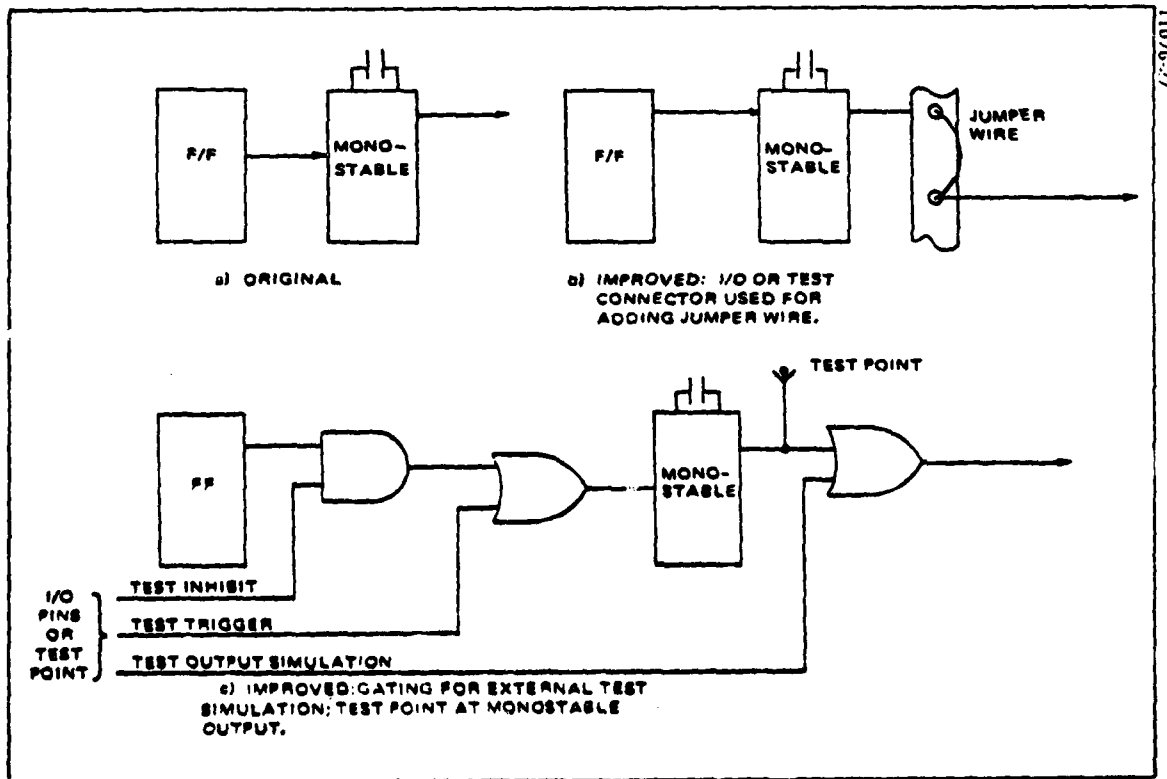 F/F
MONO-
STABLE
a) ORIGINAL
F/F
MONO-
STABLE
JUMPER
WIRE
b) IMPROVED: I/O OR TEST
CONNECTOR USED FOR
ADDING JUMPER WIRE.
FF
MONO-
STABLE
TEST POINT
I/O
PINS
OR
TEST
POINT
TEST INHIBIT
TEST TRIGGER
TEST OUTPUT SIMULATION
c) IMPROVED: GATING FOR EXTERNAL TEST
SIMULATION; TEST POINT AT MONOSTABLE
OUTPUT.